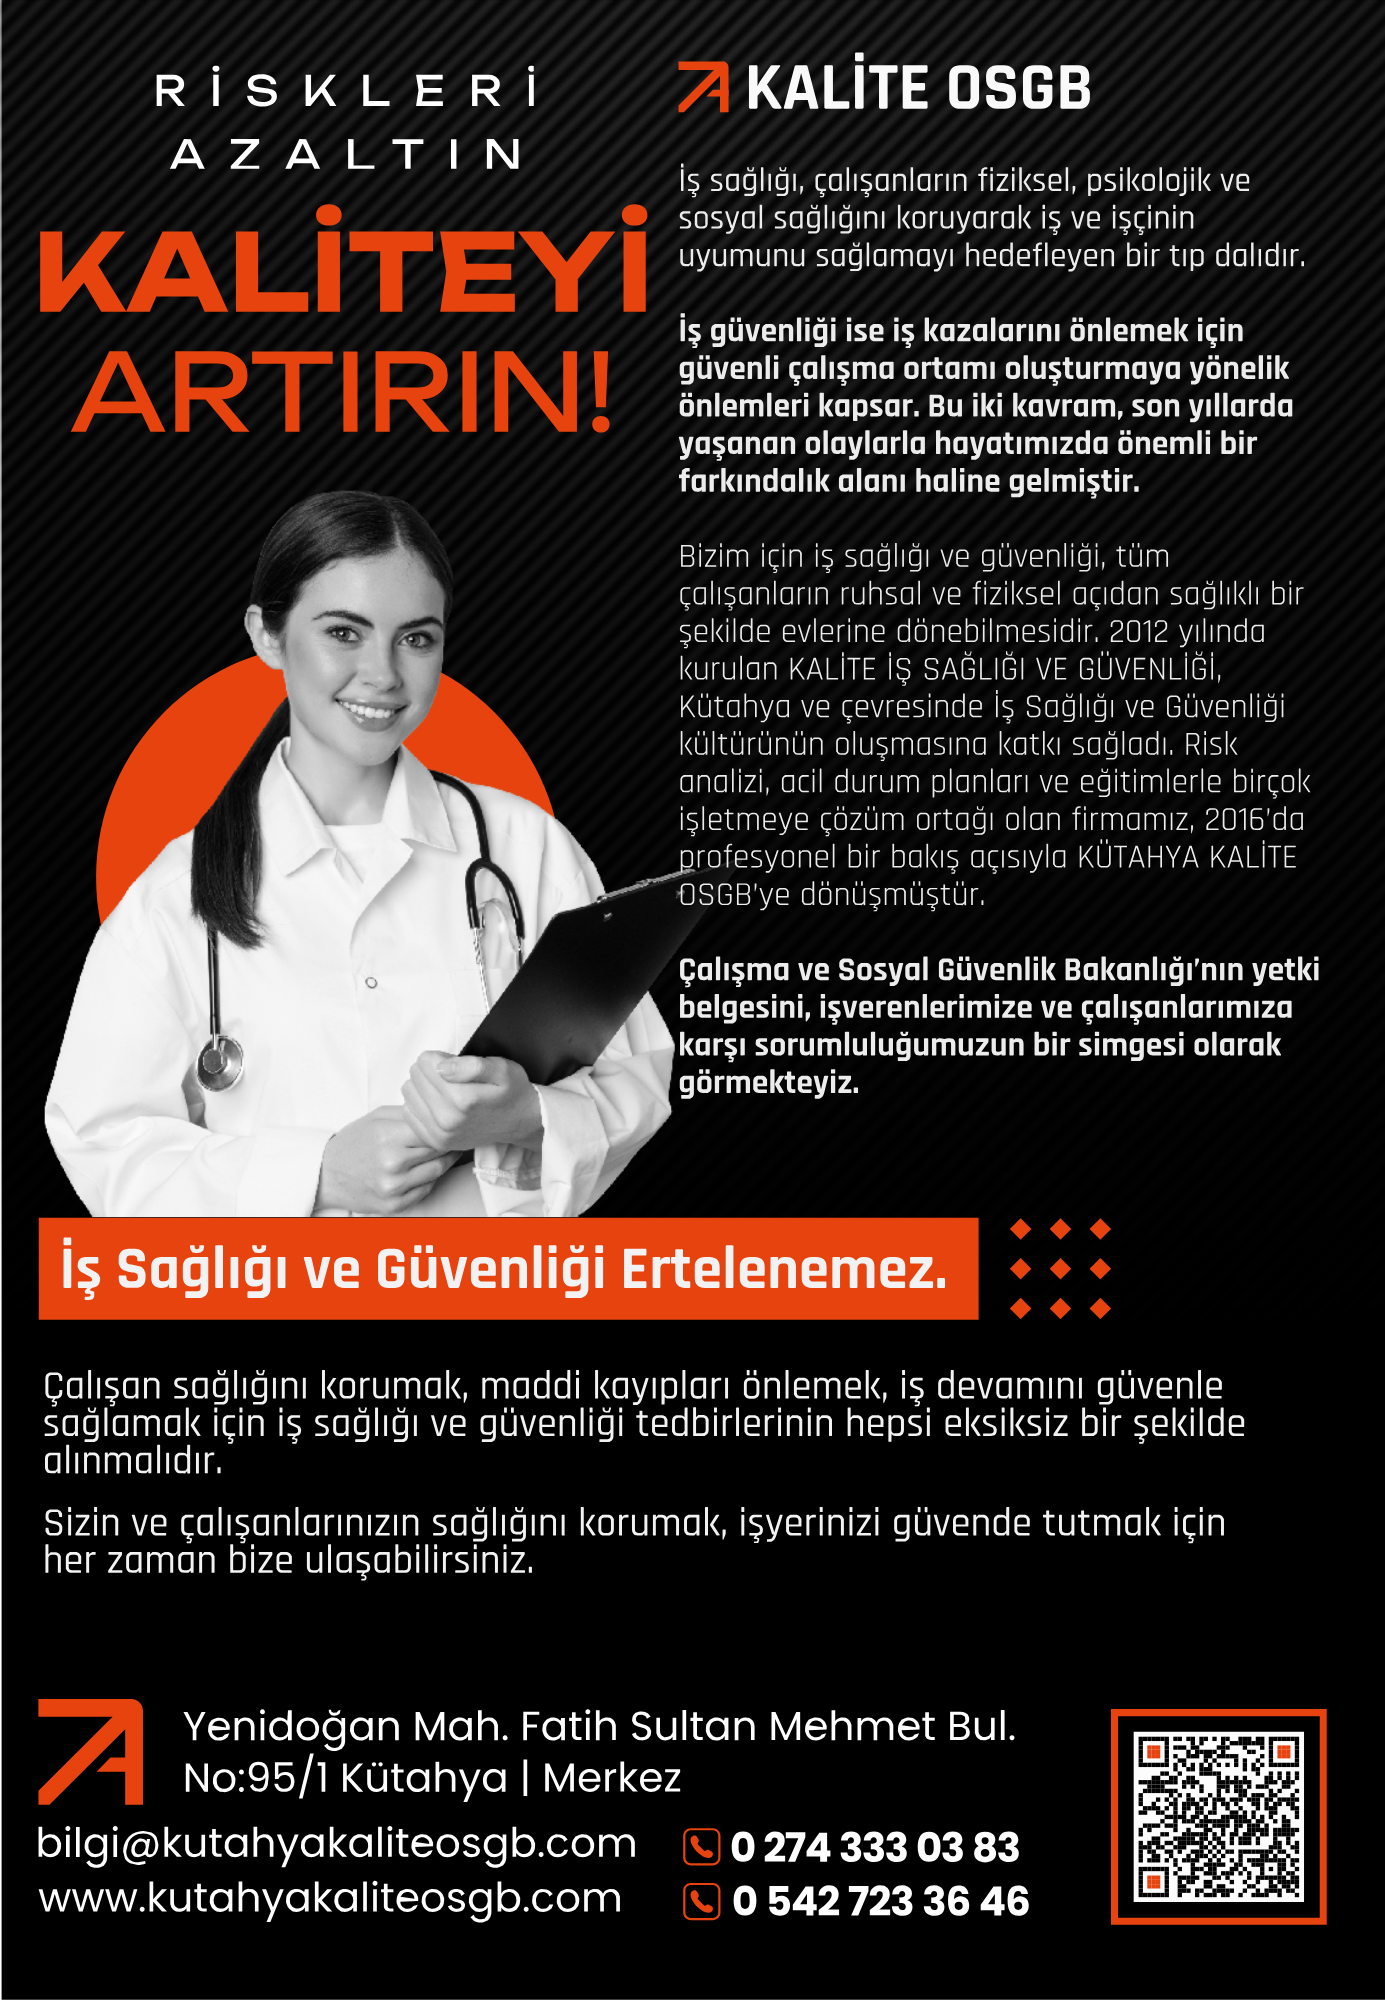 RİSKLERİ
AZALTIN
KALİTEYİ
ARTIRIN!
KALİTE OSGB
İş sağlığı, çalışanların fiziksel, psikolojik ve
sosyal sağlığını koruyarak iş ve işçinin
uyumunu sağlamayı hedefleyen bir tıp dalıdır.
İş güvenliği ise iş kazalarını önlemek için
güvenli çalışma ortamı oluşturmaya yönelik
önlemleri kapsar. Bu iki kavram, son yıllarda
yaşanan olaylarla hayatımızda önemli bir
farkındalık alanı haline gelmiştir.
Bizim için iş sağlığı ve güvenliği, tüm
çalışanların ruhsal ve fiziksel açıdan sağlıklı bir
şekilde evlerine dönebilmesidir. 2012 yılında
kurulan KALİTE İŞ SAĞLIĞI VE GÜVENLİĞİ,
Kütahya ve çevresinde İş Sağlığı ve Güvenliği
kültürünün oluşmasına katkı sağladı. Risk
analizi, acil durum planları ve eğitimlerle birçok
işletmeye çözüm ortağı olan firmamız, 2016'da
profesyonel bir bakış açısıyla KÜTAHYA KALİTE
OSGB'ye dönüşmüştür.
Çalışma ve Sosyal Güvenlik Bakanlığı'nın yetki
belgesini, işverenlerimize ve çalışanlarımıza
karşı sorumluluğumuzun bir simgesi olarak
görmekteyiz.
İş Sağlığı ve Güvenliği Ertelenemez.
Çalışan sağlığını korumak, maddi kayıpları önlemek, iş devamını güvenle
sağlamak için iş sağlığı ve güvenliği tedbirlerinin hepsi eksiksiz bir şekilde
alınmalıdır.
Sizin ve çalışanlarınızın sağlığını korumak, işyerinizi güvende tutmak için
her zaman bize ulaşabilirsiniz.
Yenidoğan Mah. Fatih Sultan Mehmet Bul.
No:95/1 Kütahya | Merkez
bilgi@kutahyakaliteosgb.com
www.kutahyakaliteosgb.com
0 274 333 03 83
0 542 723 36 46